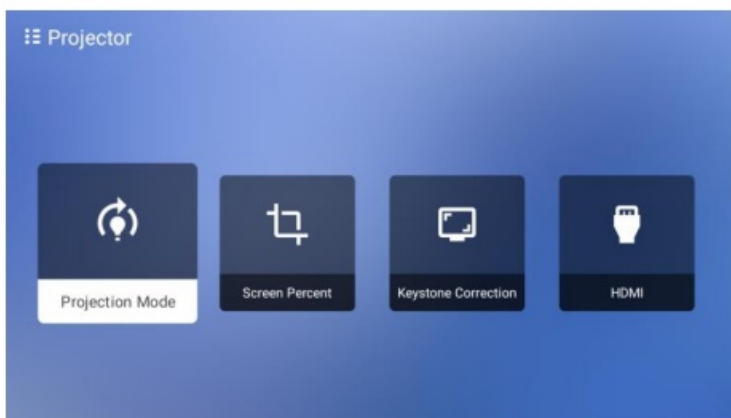 Projector
Projection Mode
Screen Percent
Keystone Correction
HDMI